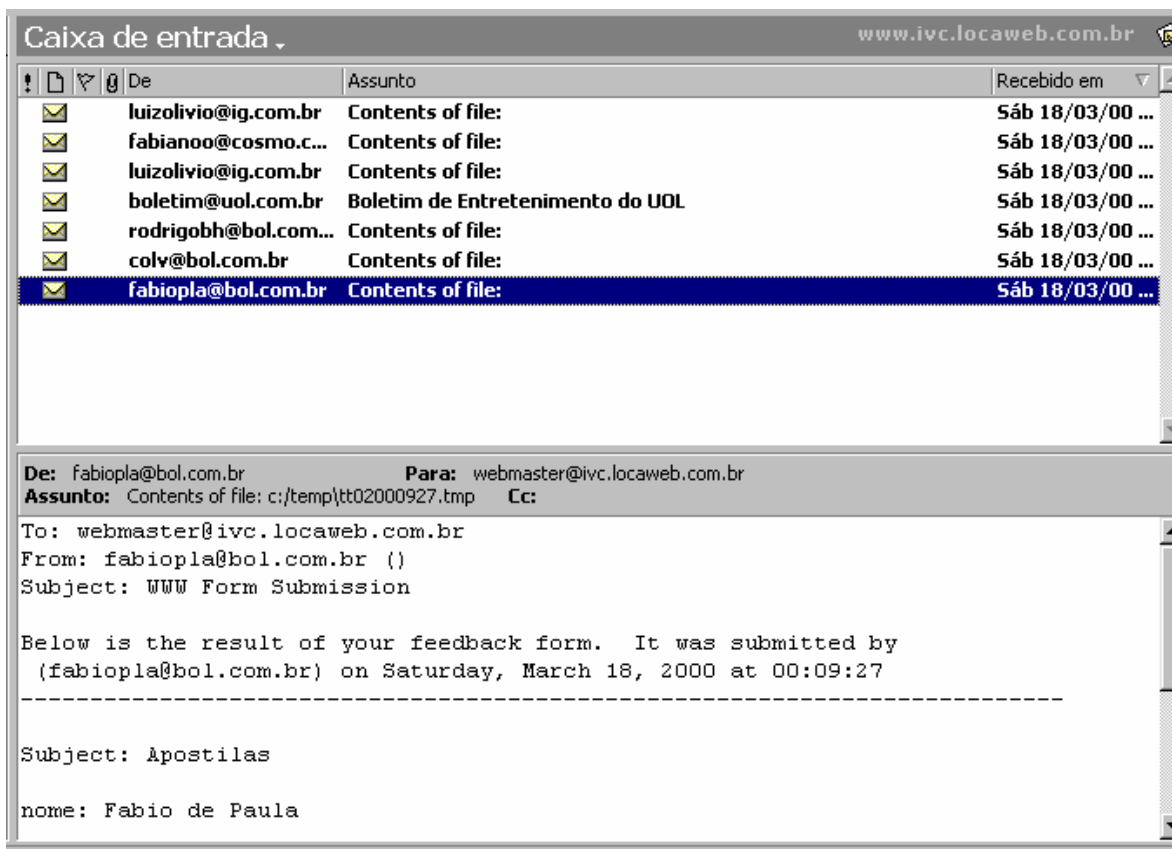 Caixa de entrada www.ivc.locaweb.com.br
! De Assunto Recebido em
luizolivio@ig.com.br Contents of file: Sáb 18/03/00 ...
fabianoo@cosmo.c... Contents of file: Sáb 18/03/00 ...
luizolivio@ig.com.br Contents of file: Sáb 18/03/00 ...
boletim@uol.com.br Boletim de Entretenimento do UOL Sáb 18/03/00 ...
rodrigobh@bol.com... Contents of file: Sáb 18/03/00 ...
colv@bol.com.br Contents of file: Sáb 18/03/00 ...
fabiopla@bol.com.br Contents of file: Sáb 18/03/00 ...
De: fabiopla@bol.com.br Para: webmaster@ivc.locaweb.com.br
Assunto: Contents of file: c:/temp\tt02000927.tmp Cc:
To: webmaster@ivc.locaweb.com.br
From: fabiopla@bol.com.br ()
Subject: WWW Form Submission
Below is the result of your feedback form. It was submitted by
(fabiopla@bol.com.br) on Saturday, March 18, 2000 at 00:09:27
---------------------------------------------------------------------------
Subject: Apostilas
nome: Fabio de Paula